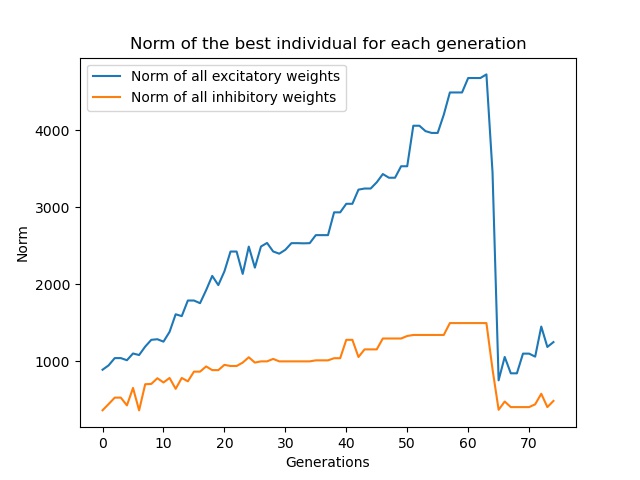 Norm of the best individual for each generation
Norm of all excitatory weights
Norm of all inhibitory weights
Norm
4000
3000
2000
1000
0 10 20 30 40 50 60 70
Generations